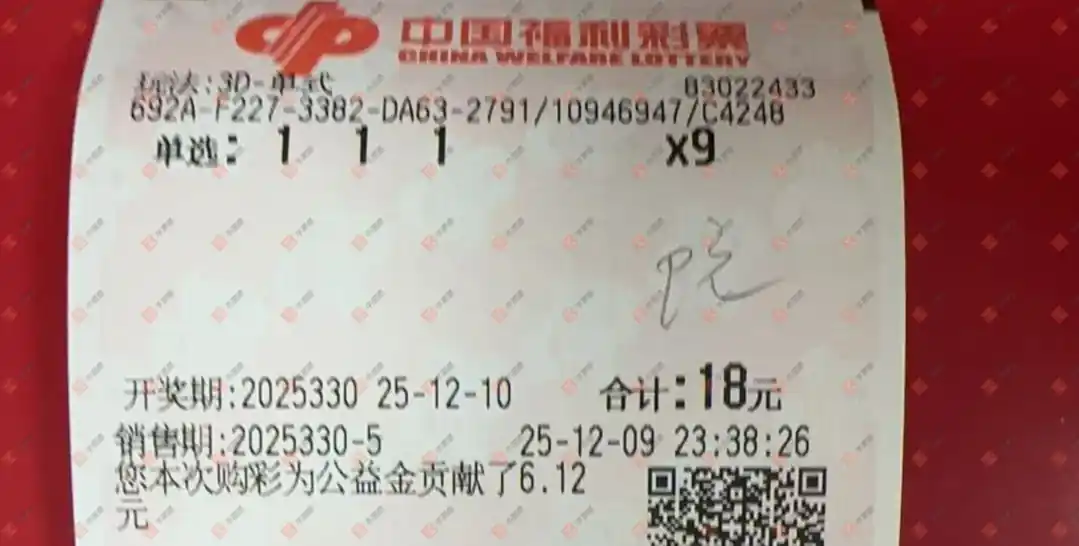 中国福利彩票
CHINA WELFARE LOTTERY
玩法:3D-单式 83022433
692A-F227-3382-DA63-2791/10946947/C4248
单选: 1 1 1 x9
开奖期:2025330 25-12-10 合计:18元
销售期:2025330-5 25-12-09 23:38:26
您本次购彩为公益金贡献了6.12
元